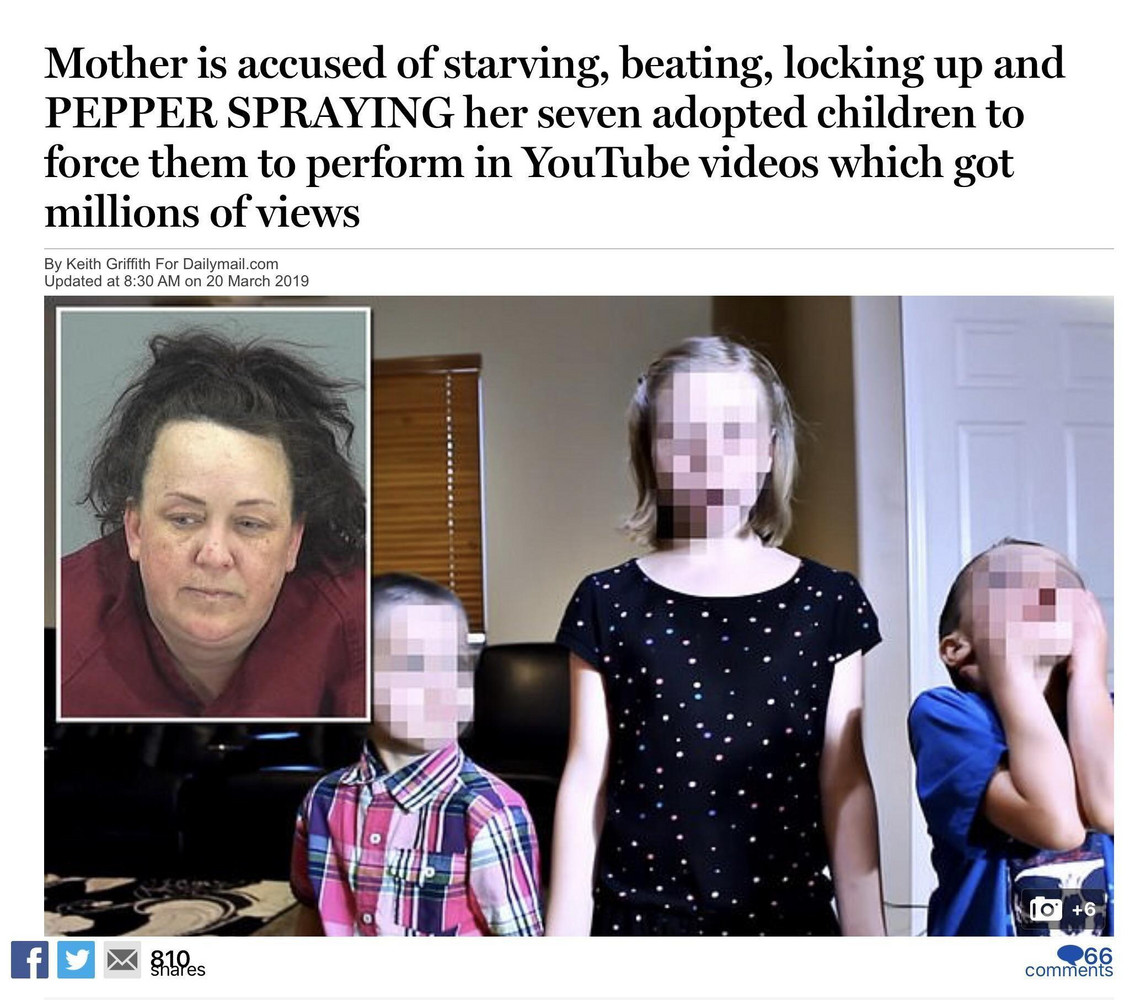 Mother is accused of starving, beating, locking up and
PEPPER SPRAYING her seven adopted children to
force them to perform in YouTube videos which got
millions of views
By Keith Griffith For Dailymail.com
Updated at 8:30 AM on 20 March 2019
+6
810
shares
66
comments